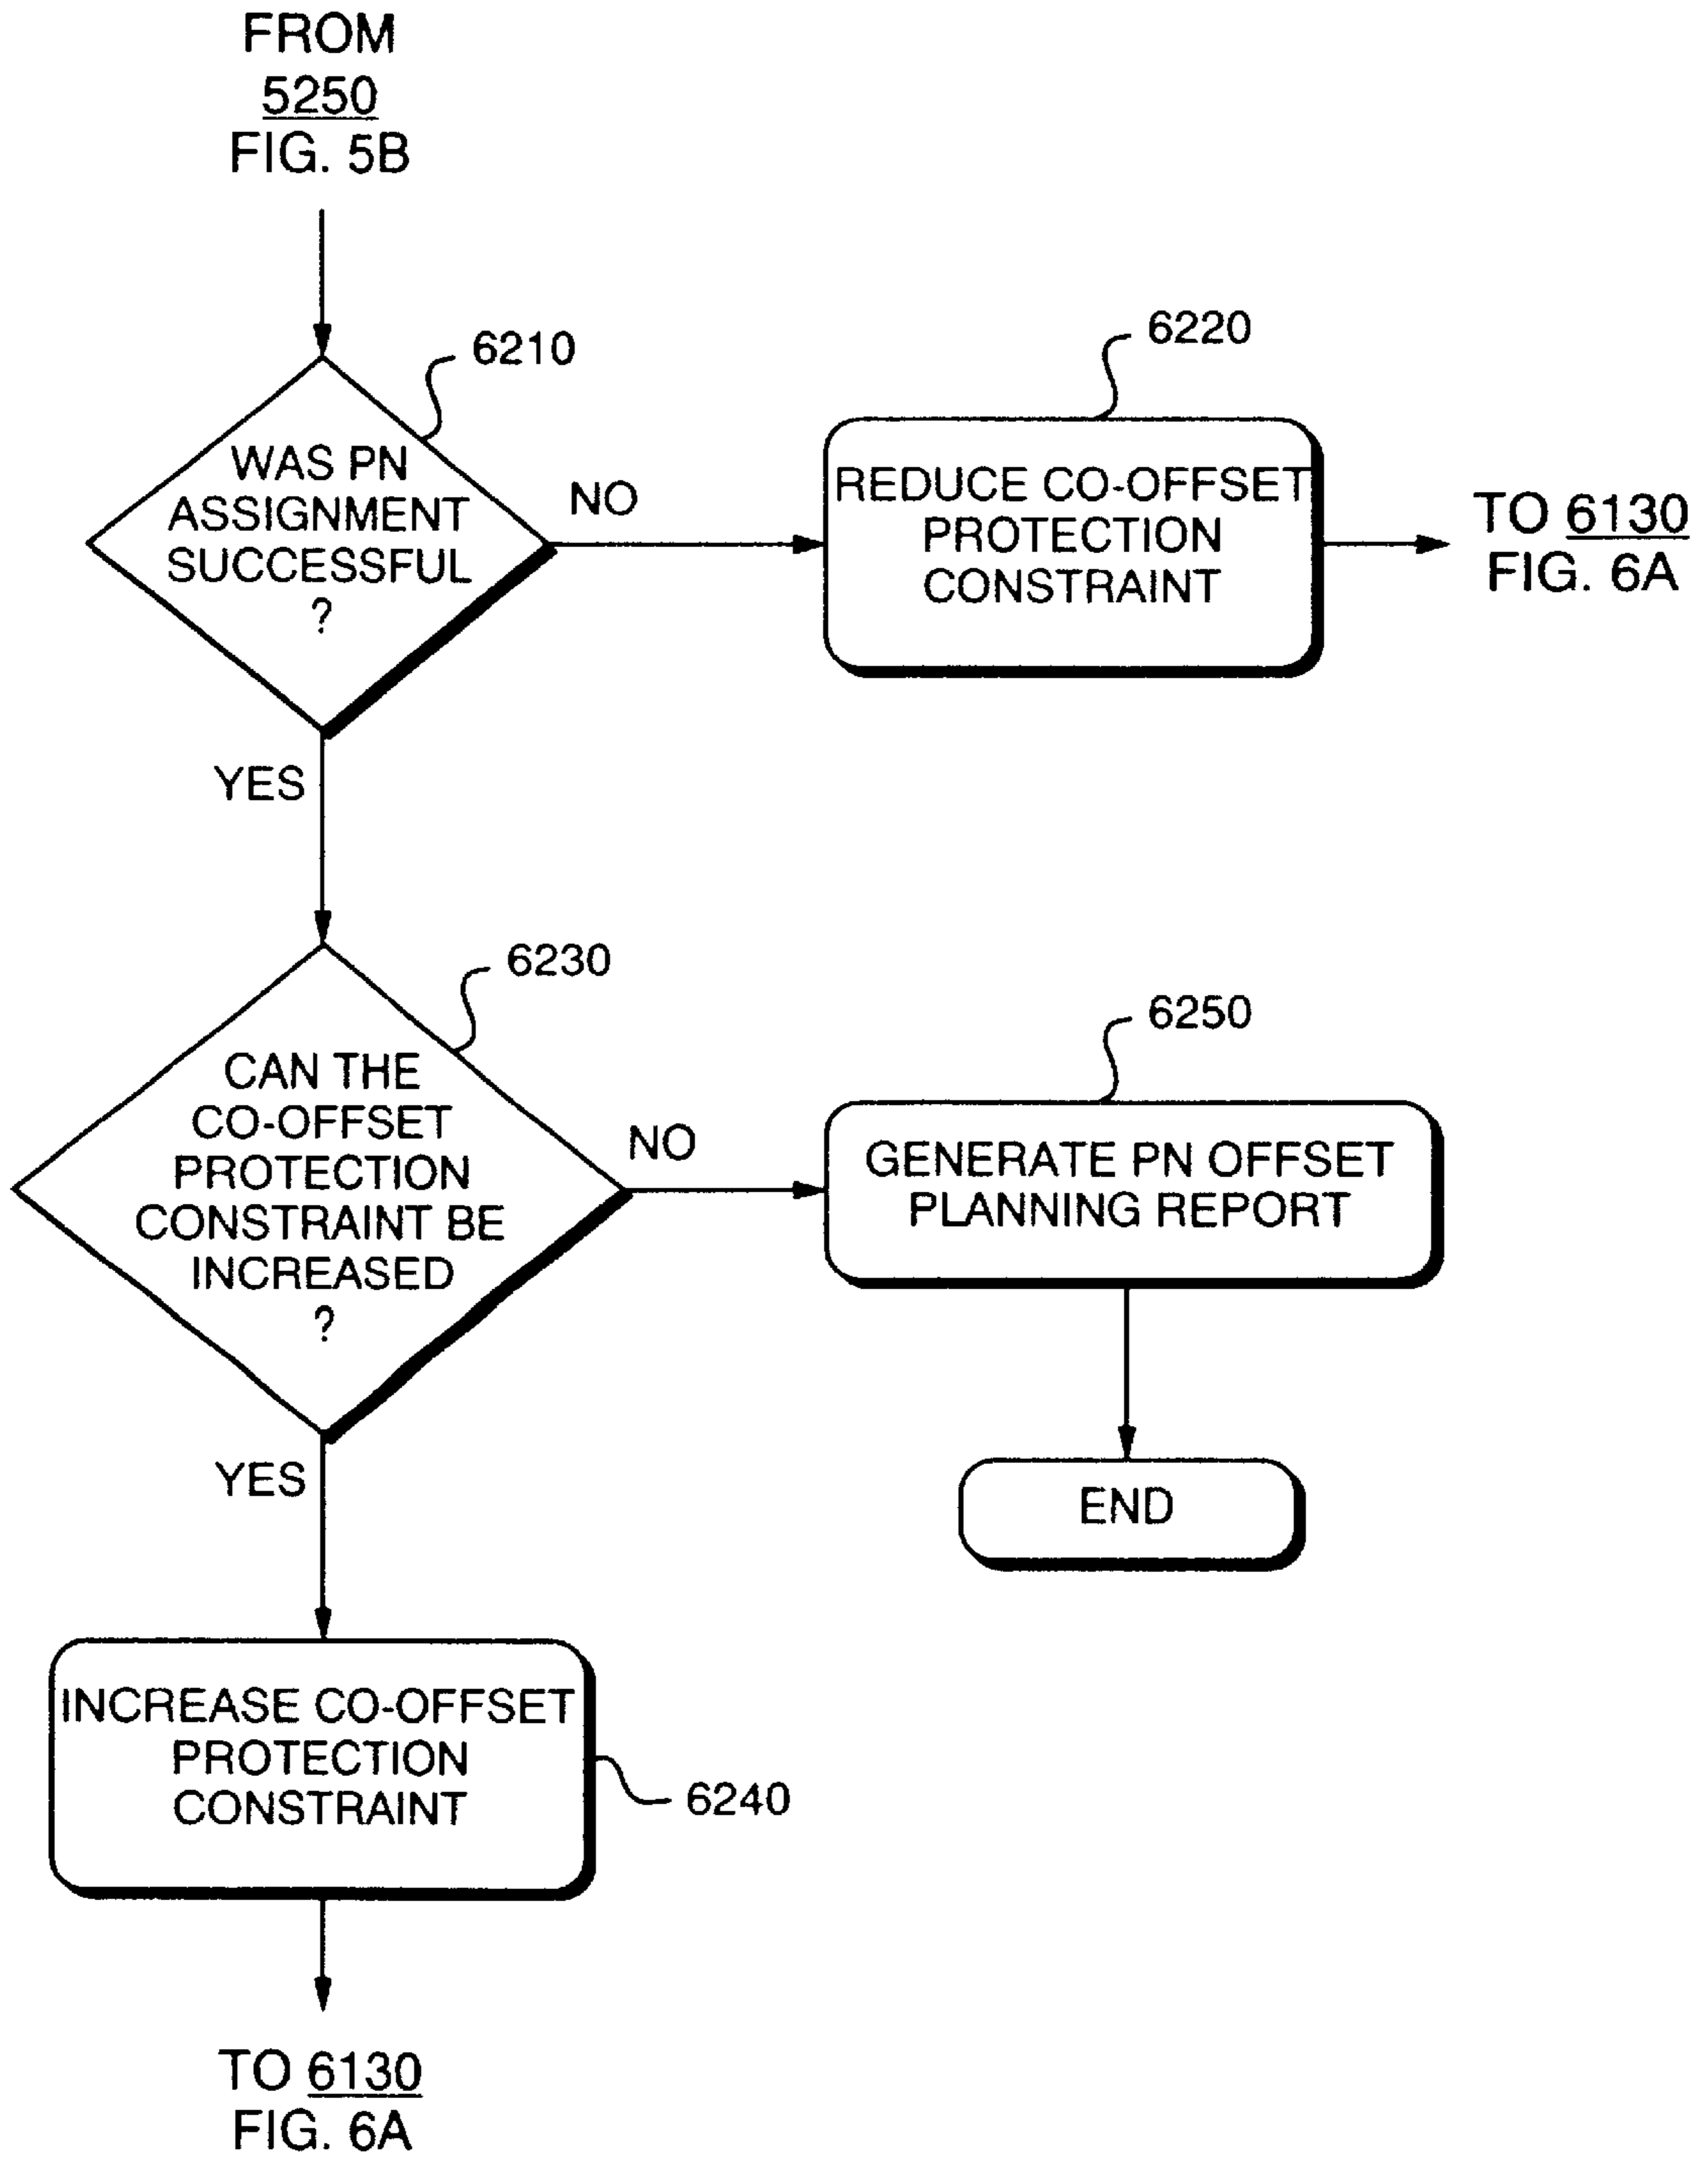 FROM
5250
FIG. 5B
6210
WAS PN
ASSIGNMENT
SUCCESSFUL
?
NO
6220
REDUCE CO-OFFSET
PROTECTION
CONSTRAINT
TO 6130
FIG. 6A
YES
6230
CAN THE
CO-OFFSET
PROTECTION
CONSTRAINT BE
INCREASED
?
NO
6250
GENERATE PN OFFSET
PLANNING REPORT
END
YES
INCREASE CO-OFFSET
PROTECTION
CONSTRAINT
6240
TO 6130
FIG. 6A